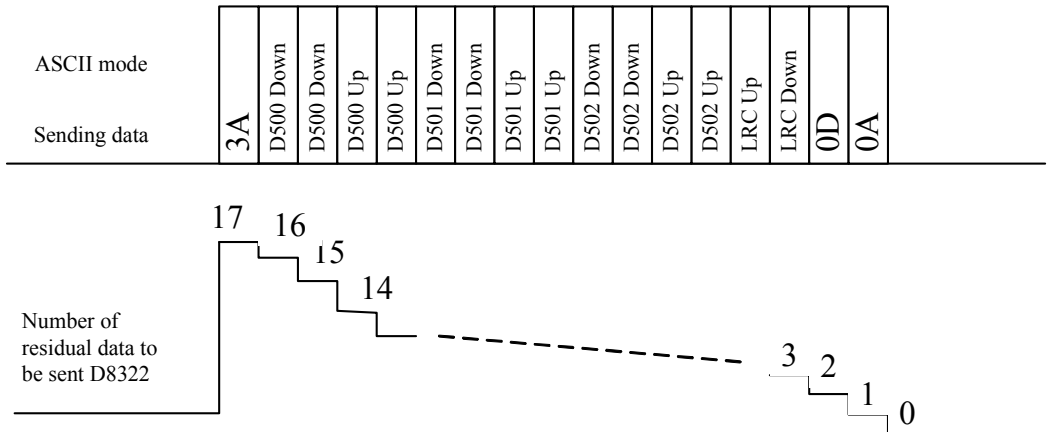 ASCII mode
Sending data
3A
D500 Down
D500 Down
D500 Up
D500 Up
D501 Down
D501 Down
D501 Up
D501 Up
D502 Down
D502 Down
D502 Up
D502 Up
LRC Up
LRC Down
0D
0A
17
16
15
14
3
2
1
0
Number of
residual data to
be sent D8322